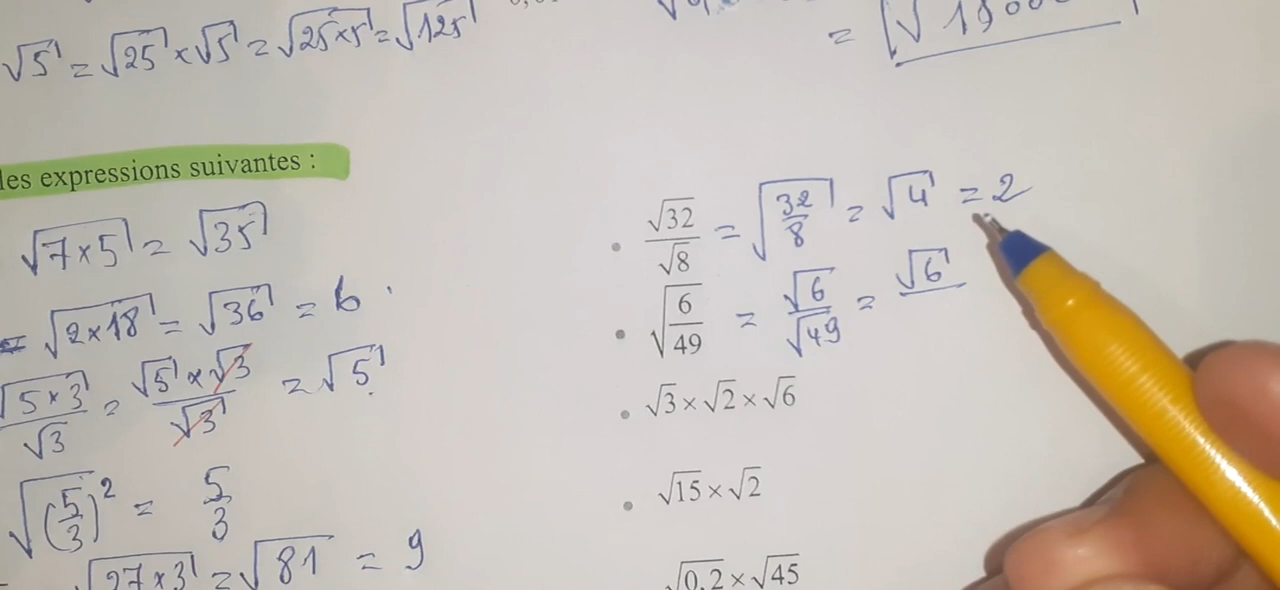 √5 = √25 × √5 = √25×5 = √125
les expressions suivantes :
√7×5 = √35
= √2×18 = √36 = 6
√5×3/√3 = √5×√3/√3 = √5
√(5/3)² = 5/3
√27×3 = √81 = 9
• √32/√8 = √32/8 = √4 = 2
• √6/49 = √6/√49 = √6
• √3×√2×√6
• √15×√2
√0,2×√45